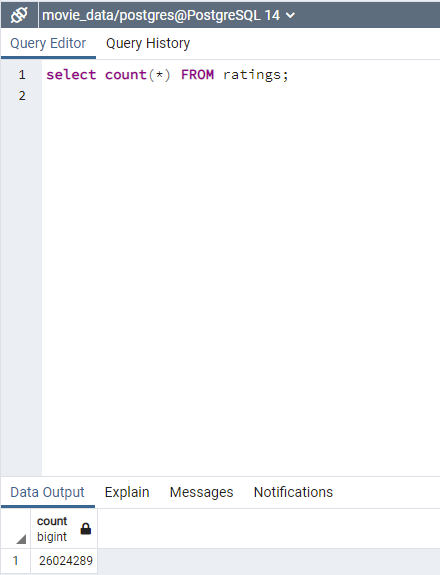 movie_data/postgres@PostgreSQL 14
Query Editor Query History
1 select count(*) FROM ratings;
2
Data Output Explain Messages Notifications
count
bigint
1 26024289